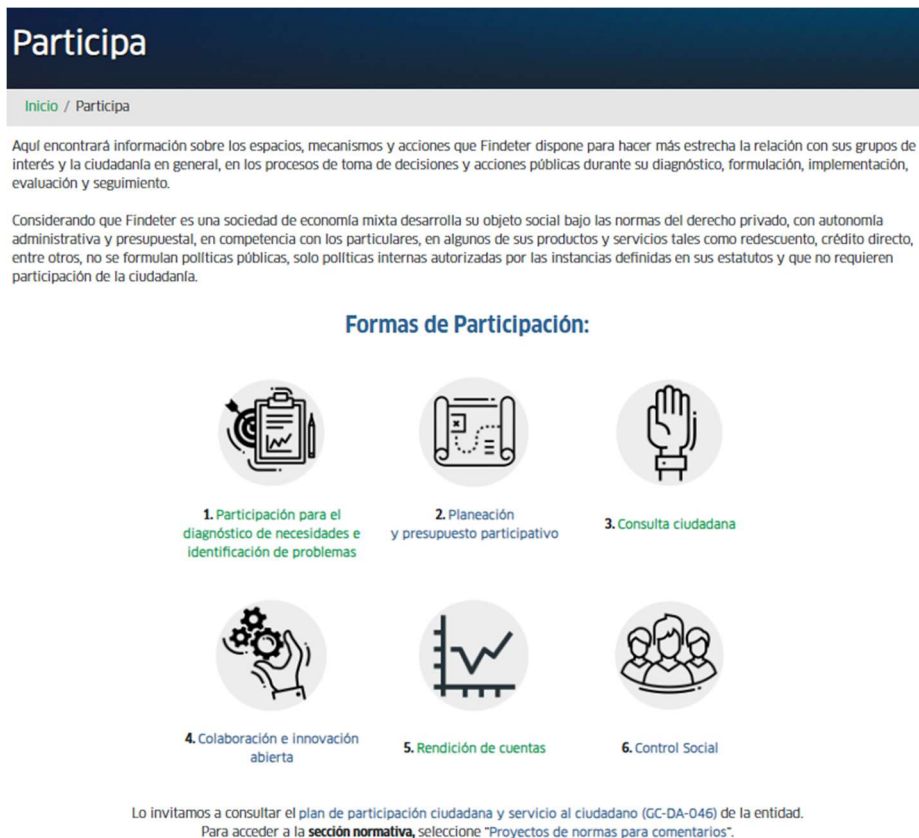 Participa
Inicio / Participa
Aquí encontrará información sobre los espacios, mecanismos y acciones que Findeter dispone para hacer más estrecha la relación con sus grupos de
interés y la ciudadanía en general, en los procesos de toma de decisiones y acciones públicas durante su diagnóstico, formulación, implementación,
evaluación y seguimiento.
Considerando que Findeter es una sociedad de economía mixta desarrolla su objeto social bajo las normas del derecho privado, con autonomía
administrativa y presupuestal, en competencia con los particulares, en algunos de sus productos y servicios tales como redescuento, crédito directo,
entre otros, no se formulan políticas públicas, solo políticas internas autorizadas por las instancias definidas en sus estatutos y que no requieren
participación de la ciudadanía.
Formas de Participación:
1. Participación para el
diagnóstico de necesidades e
identificación de problemas
2. Planeación
y presupuesto participativo
3. Consulta ciudadana
4. Colaboración e innovación
abierta
5. Rendición de cuentas
6. Control Social
Lo invitamos a consultar el plan de participación ciudadana y servicio al ciudadano (GC-DA-046) de la entidad.
Para acceder a la sección normativa, seleccione "Proyectos de normas para comentarios".